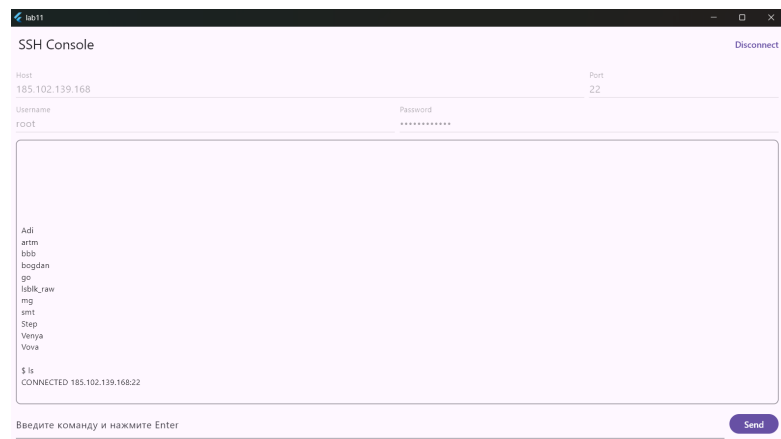 lab11
SSH Console
Disconnect
Host
Port
185.102.139.168
22
Username
Password
root
••••••••••••
Adi
artm
bbb
bogdan
go
lsblk_raw
mg
smt
Step
Venya
Vova
$ ls
CONNECTED 185.102.139.168:22
Введите команду и нажмите Enter
Send